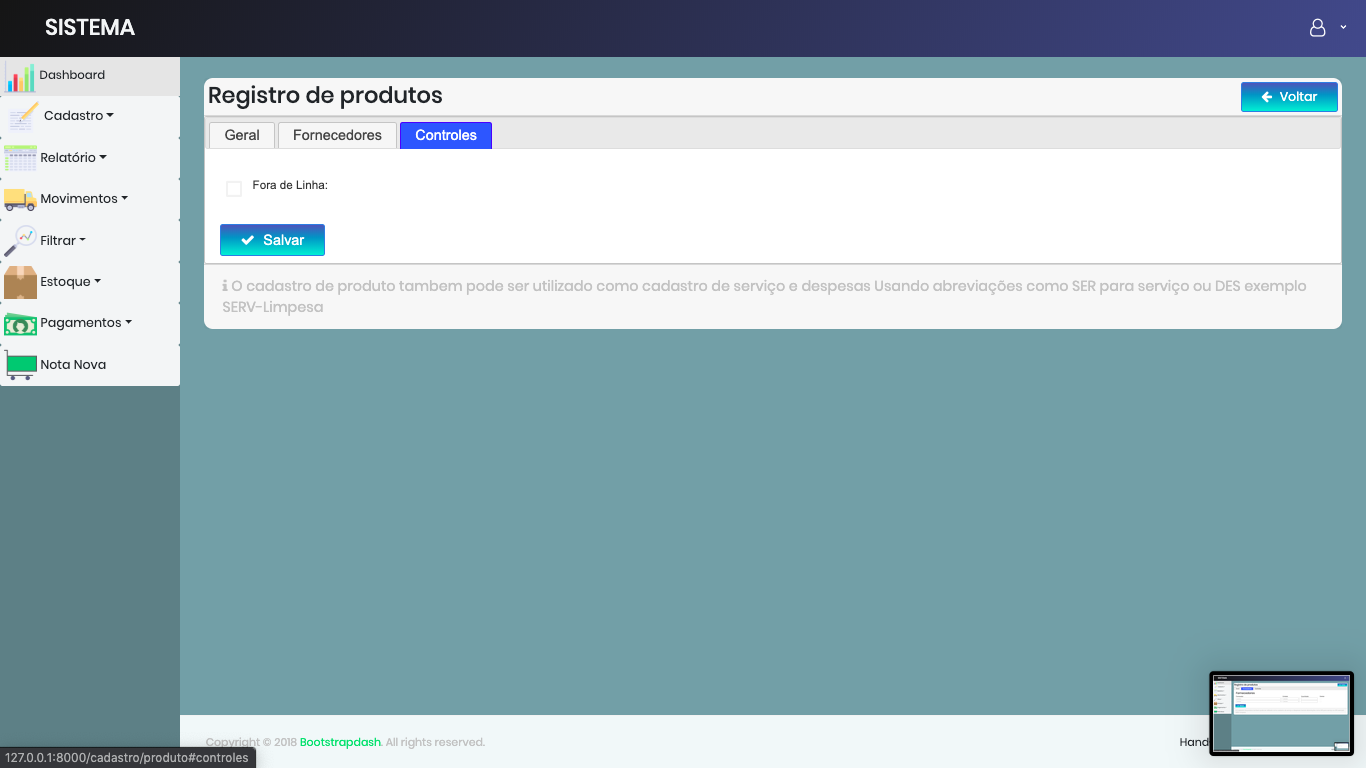 SISTEMA
Dashboard
Cadastro
Relatório
Movimentos
Filtrar
Estoque
Pagamentos
Nota Nova
Registro de produtos
Voltar
Geral Fornecedores Controles
Fora de Linha:
Salvar
O cadastro de produto tambem pode ser utilizado como cadastro de serviço e despesas Usando abreviações como SER para serviço ou DES exemplo
SERV-Limpesa
Copyright © 2018 Bootstrapdash. All rights reserved.
Hand
127.0.0.1:8000/cadastro/produto#controles